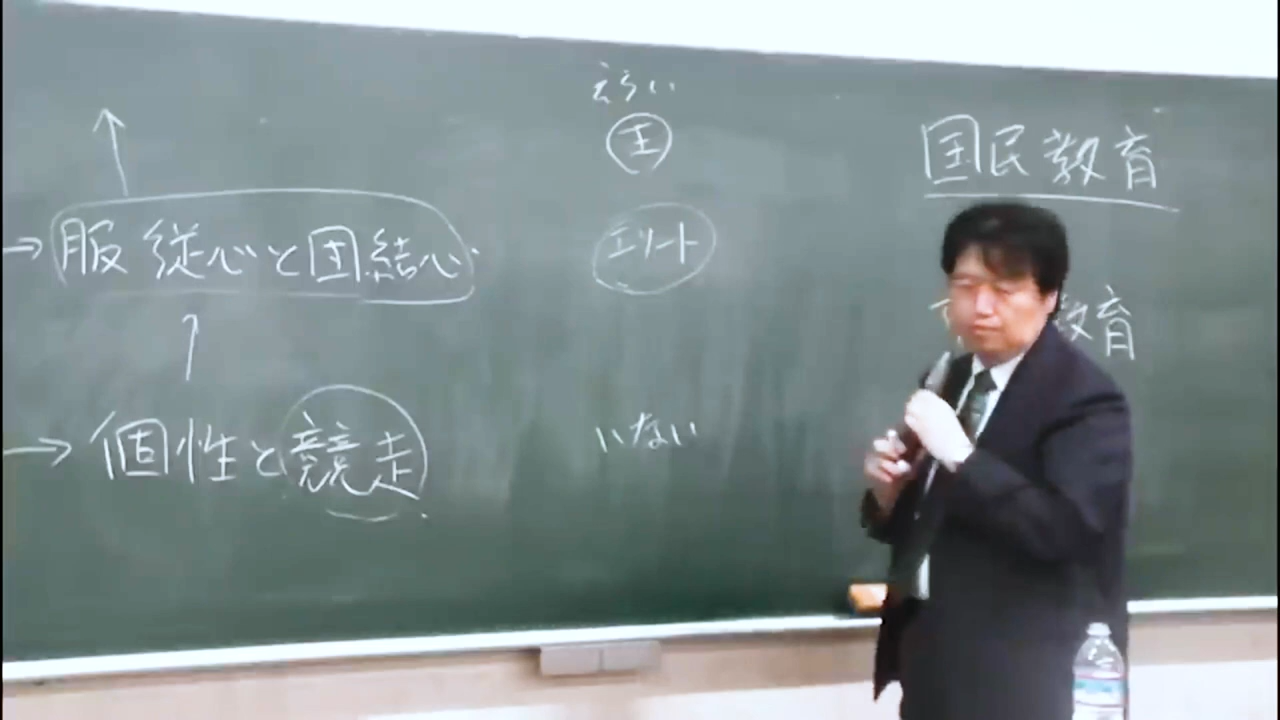 えらい
王
国民教育
→服従心と団結心
エリート
教育
→個性と競走
いない